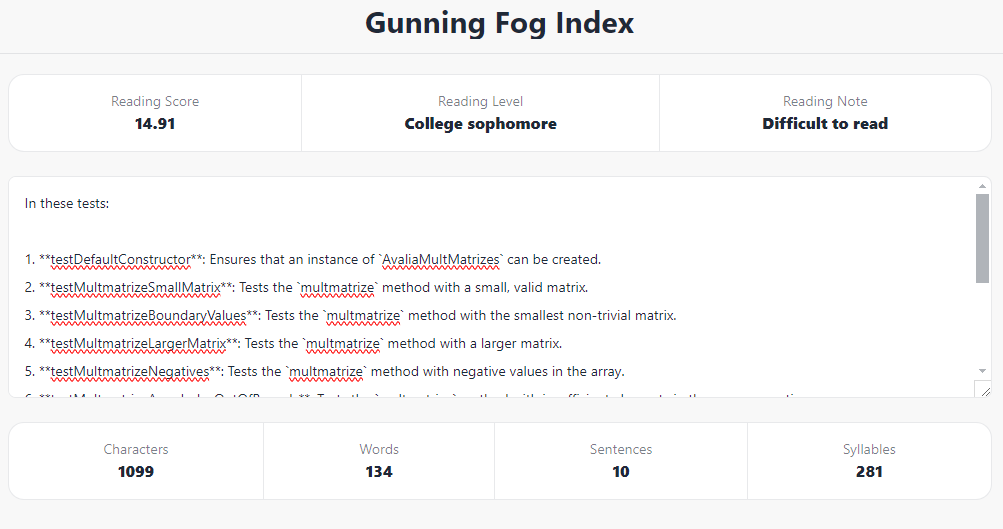 Gunning Fog Index
Reading Score
14.91
Reading Level
College sophomore
Reading Note
Difficult to read
In these tests:
1. **testDefaultConstructor**: Ensures that an instance of `AvaliaMultMatrizes` can be created.
2. **testMultmatrizeSmallMatrix**: Tests the `multmatrize` method with a small, valid matrix.
3. **testMultmatrizeBoundaryValues**: Tests the `multmatrize` method with the smallest non-trivial matrix.
4. **testMultmatrizeLargerMatrix**: Tests the `multmatrize` method with a larger matrix.
5. **testMultmatrizeNegatives**: Tests the `multmatrize` method with negative values in the array.
Characters
1099
Words
134
Sentences
10
Syllables
281